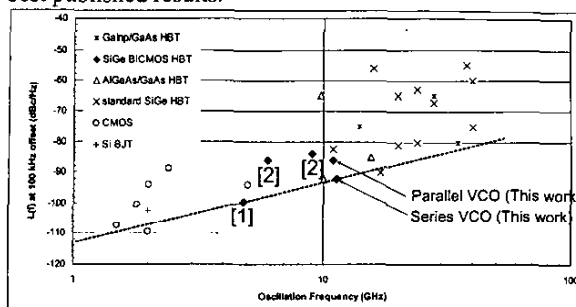 best published results.
-40
-50
-60
-70
-80
-90
-100
-110
-120
L(f) at 100 kHz offset (dBc/Hz)
GaInp/GaAs HBT
SiGe BICMOS HBT
AlGeAs/GaAs HBT
standard SiGe HBT
CMOS
Si BJT
[2]
[2]
[1]
Parallel VCO (This work)
Series VCO (This work)
1
10
100
Oscillation Frequency (GHz)